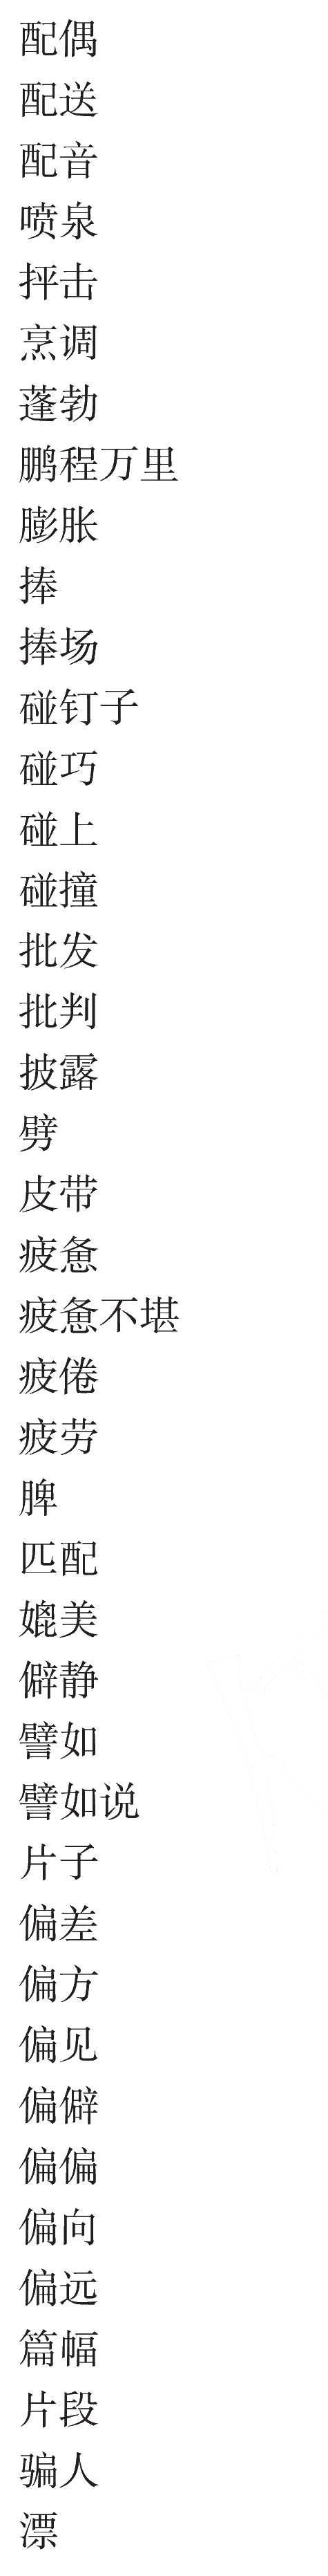 配偶
配送
配音
喷泉
抨击
烹调
蓬勃
鹏程万里
膨胀
捧
捧场
碰钉子
碰巧
碰上
碰撞
批发
批判
披露
劈
皮带
疲惫
疲惫不堪
疲倦
疲劳
脾
匹配
媲美
僻静
譬如
譬如说
片子
偏差
偏方
偏见
偏僻
偏偏
偏向
偏远
篇幅
片段
骗人
漂